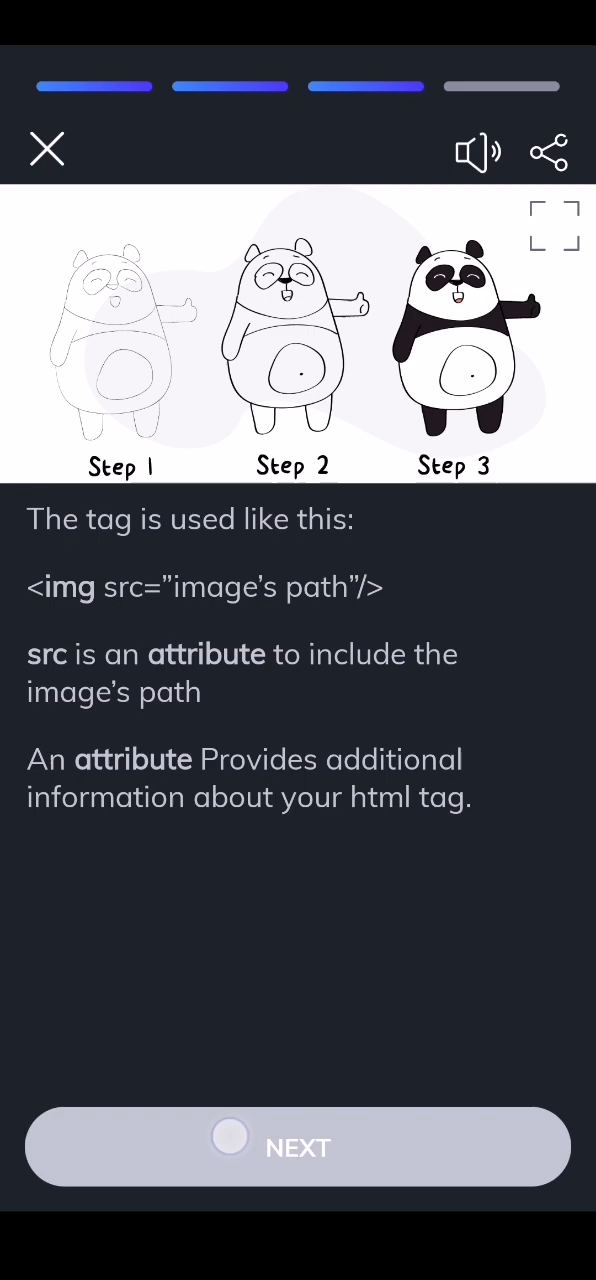 Step 1 Step 2 Step 3
The tag is used like this:
<img src=”image’s path”/>
src is an attribute to include the
image’s path
An attribute Provides additional
information about your html tag.
NEXT